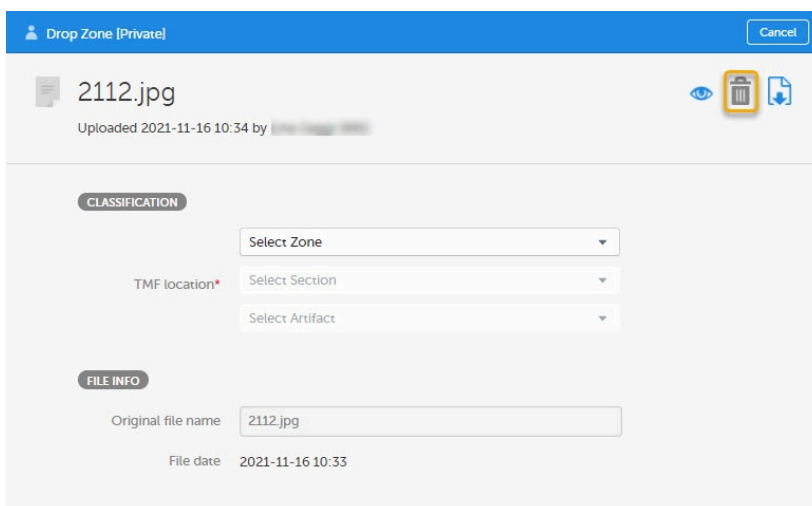 Drop Zone [Private]
Cancel
2112.jpg
Uploaded 2021-11-16 10:34 by
CLASSIFICATION
Select Zone
TMF location*
Select Section
Select Artifact
FILE INFO
Original file name
2112.jpg
File date
2021-11-16 10:33